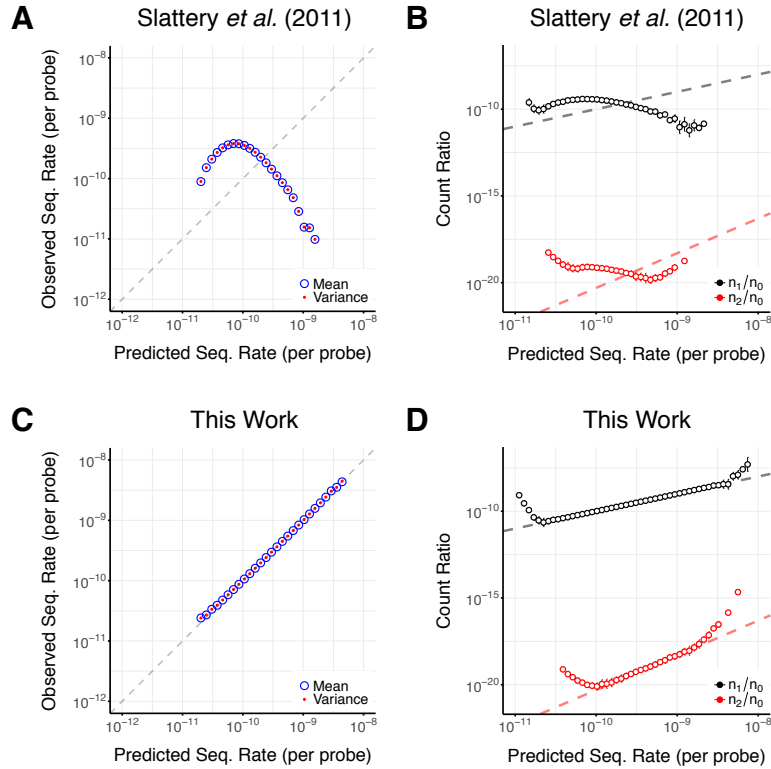 A
Slattery et al. (2011)
Observed Seq. Rate (per probe)
10⁻⁸
10⁻⁹
10⁻¹⁰
10⁻¹¹
10⁻¹²
Mean
Variance
10⁻¹² 10⁻¹¹ 10⁻¹⁰ 10⁻⁹ 10⁻⁸
Predicted Seq. Rate (per probe)
B
Slattery et al. (2011)
Count Ratio
10⁻¹⁰
10⁻¹⁵
10⁻²⁰
n₁/n₀
n₂/n₀
10⁻¹¹ 10⁻¹⁰ 10⁻⁹ 10⁻⁸
Predicted Seq. Rate (per probe)
C
This Work
Observed Seq. Rate (per probe)
10⁻⁸
10⁻⁹
10⁻¹⁰
10⁻¹¹
10⁻¹²
Mean
Variance
10⁻¹² 10⁻¹¹ 10⁻¹⁰ 10⁻⁹ 10⁻⁸
Predicted Seq. Rate (per probe)
D
This Work
Count Ratio
10⁻¹⁰
10⁻¹⁵
10⁻²⁰
n₁/n₀
n₂/n₀
10⁻¹¹ 10⁻¹⁰ 10⁻⁹ 10⁻⁸
Predicted Seq. Rate (per probe)